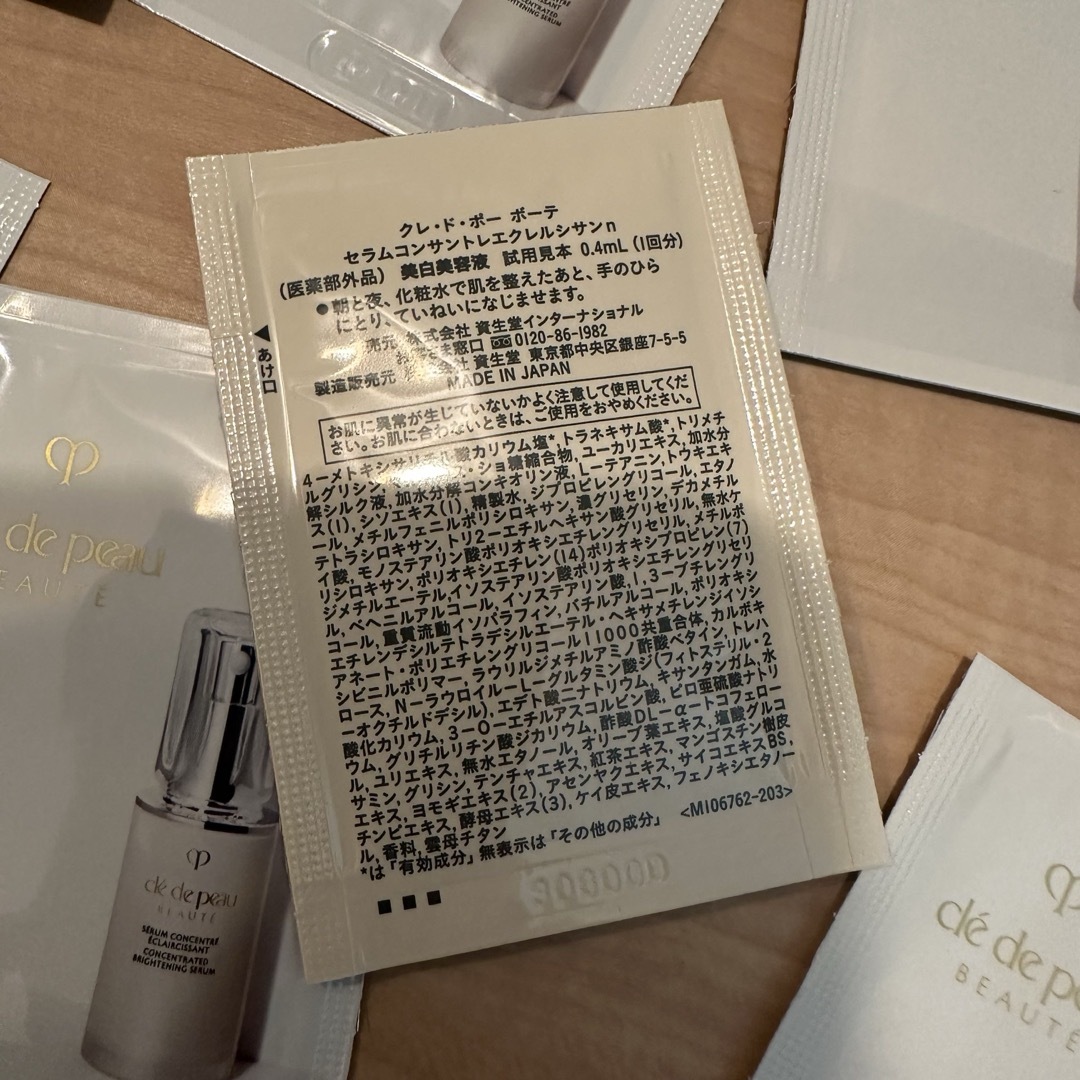 CONCENTRATED
BRIGHTENING SERUM
クレ・ド・ポー ボーテ
セラムコンサントレエクレルシサンn
(医薬部外品) 美白美容液 試用見本 0.4mL (1回分)
●朝と夜、化粧水で肌を整えたあと、手のひら
にとり、ていねいになじませます。
売元 株式会社 資生堂インターナショナル
窓口 0120-86-1982
製造販売元 資生堂 東京都中央区銀座7-5-5
MADE IN JAPAN
あけ口
お肌に異常が生じていないかよく注意して使用してくだ
さい。お肌に合わないときは、ご使用をおやめください。
4-メトキシサリチル酸カリウム塩*, トラネキサム酸*, トリメチ
ルグリシン, ショ糖縮合物, ユーカリエキス, 加水分
解シルク液, 加水分解コンキオリン液, L-テアニン, トウキエキ
ス(1), シソエキス(1), 精製水, ジプロピレングリコール, エタノ
ール, メチルフェニルポリシロキサン, 濃グリセリン, デカメチル
テトラシロキサン, トリ2-エチルヘキサン酸グリセリル, 無水ケ
イ酸, モノステアリン酸ポリオキシエチレングリセリル, メチルポ
リシロキサン, ポリオキシエチレン(14)ポリオキシプロピレン(7)
ジメチルエーテル, イソステアリン酸ポリオキシエチレングリセリ
ル, ベヘニルアルコール, イソステアリン酸, 1,3-ブチレングリ
コール, 重質流動イソパラフィン, バチルアルコール, ポリオキシ
エチレンデシルテトラデシルエーテル・ヘキサメチレンジイソシ
アネート・ポリエチレングリコール11000共重合体, カルボキ
シビニルポリマー, ラウリルジメチルアミノ酢酸ベタイン, トレハ
ロース, N-ラウロイル-L-グルタミン酸ジ(フィトステリル・2
-オクチルドデシル), エデト酸二ナトリウム, キサンタンガム, 水
酸化カリウム, 3-O-エチルアスコルビン酸, ピロ亜硫酸ナトリ
ウム, グリチルリチン酸ジカリウム, 酢酸DL-α-トコフェロー
ル, ユリエキス, 無水エタノール, オリーブ葉エキス, 塩酸グルコ
サミン, グリシン, テンチャエキス, 紅茶エキス, マンゴスチン樹皮
エキス, ヨモギエキス(2), アセンヤクエキス, サイコエキスBS,
チンピエキス, 酵母エキス(3), ケイ皮エキス, フェノキシエタノー
ル, 香料, 雲母チタン
*は「有効成分」無表示は「その他の成分」 <MI06762-203>
de peau
BEAUTÉ
clé de peau
BEAUTÉ
SÉRUM CONCENTRÉ
ÉCLAIRCISSANT
CONCENTRATED
BRIGHTENING SERUM
clé de pe
BEAUTÉ